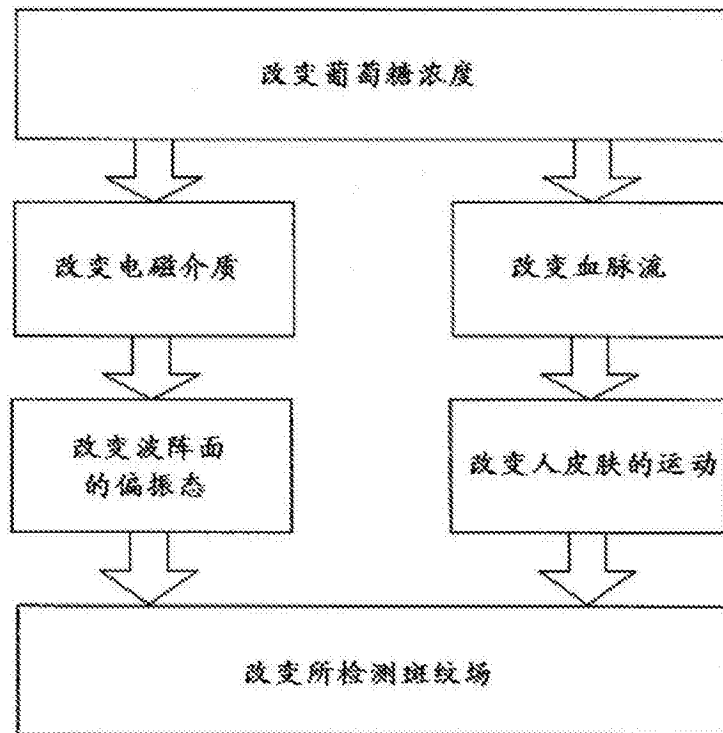 改变葡萄糖浓度
改变电磁介质
改变血脉流
改变波阵面
的偏振态
改变人皮肤的运动
改变所检测斑纹场